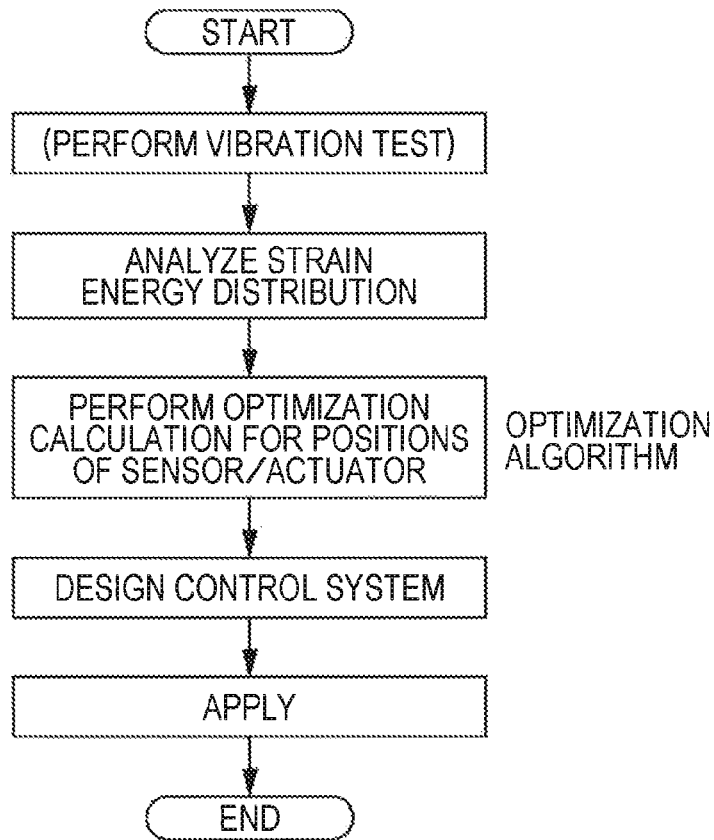 START
(PERFORM VIBRATION TEST)
ANALYZE STRAIN
ENERGY DISTRIBUTION
PERFORM OPTIMIZATION
CALCULATION FOR POSITIONS
OF SENSOR/ACTUATOR
OPTIMIZATION
ALGORITHM
DESIGN CONTROL SYSTEM
APPLY
END